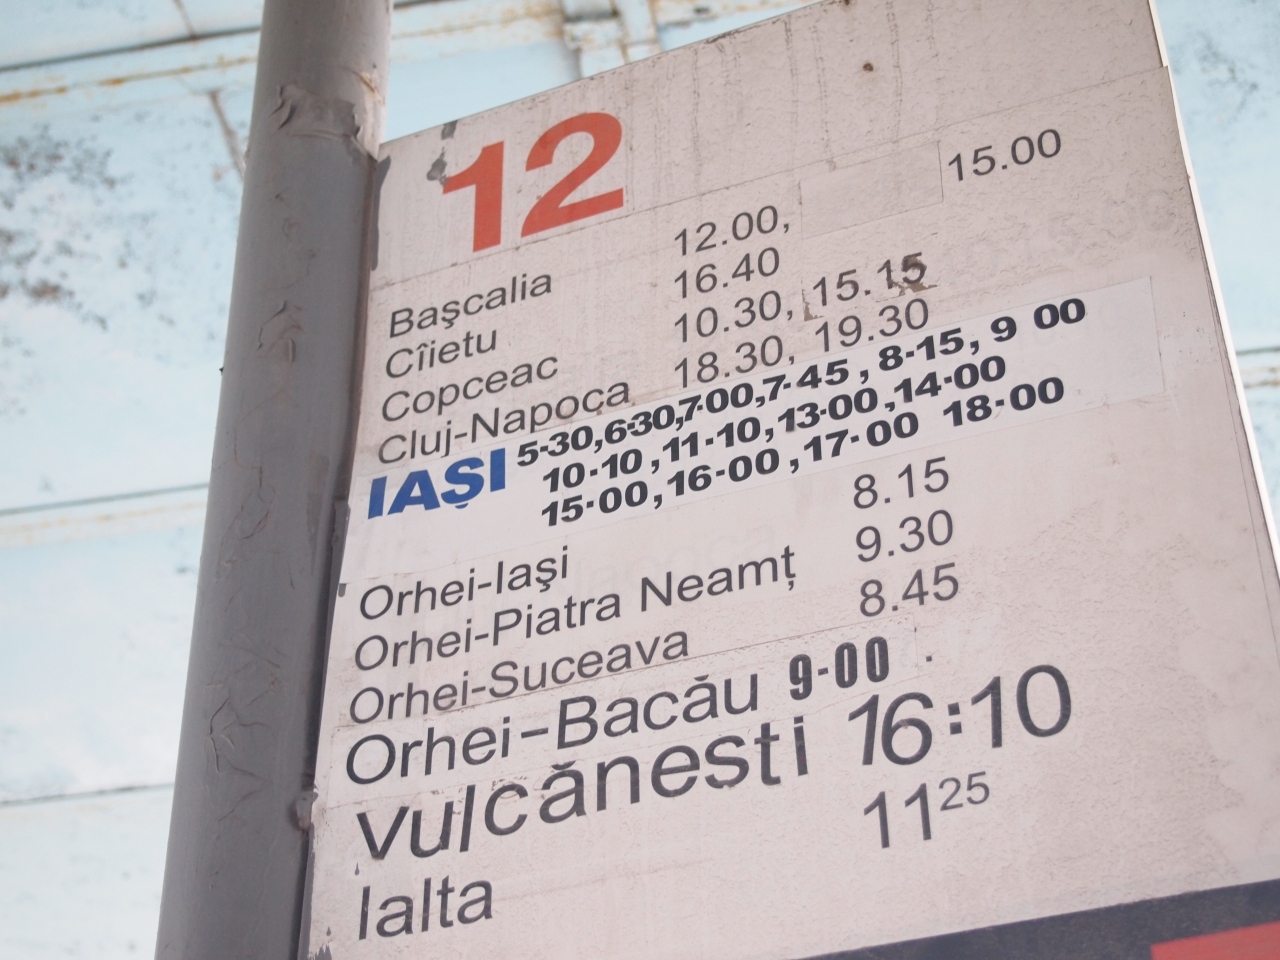 12
Başcalia 12.00, 15.00
Cîietu 16.40
Copceac 10.30, 15.15
Cluj-Napoca 18.30, 19.30
IAȘI 5-30,6-30,7-00,7-45, 8-15, 9 00
10-10, 11-10, 13-00, 14-00
15-00, 16-00, 17-00 18-00
Orhei-Iaşi 8.15
Orhei-Piatra Neamț 9.30
Orhei-Suceava 8.45
Orhei-Bacău 9-00
vulcănesti 16:10
Ialta 11 25